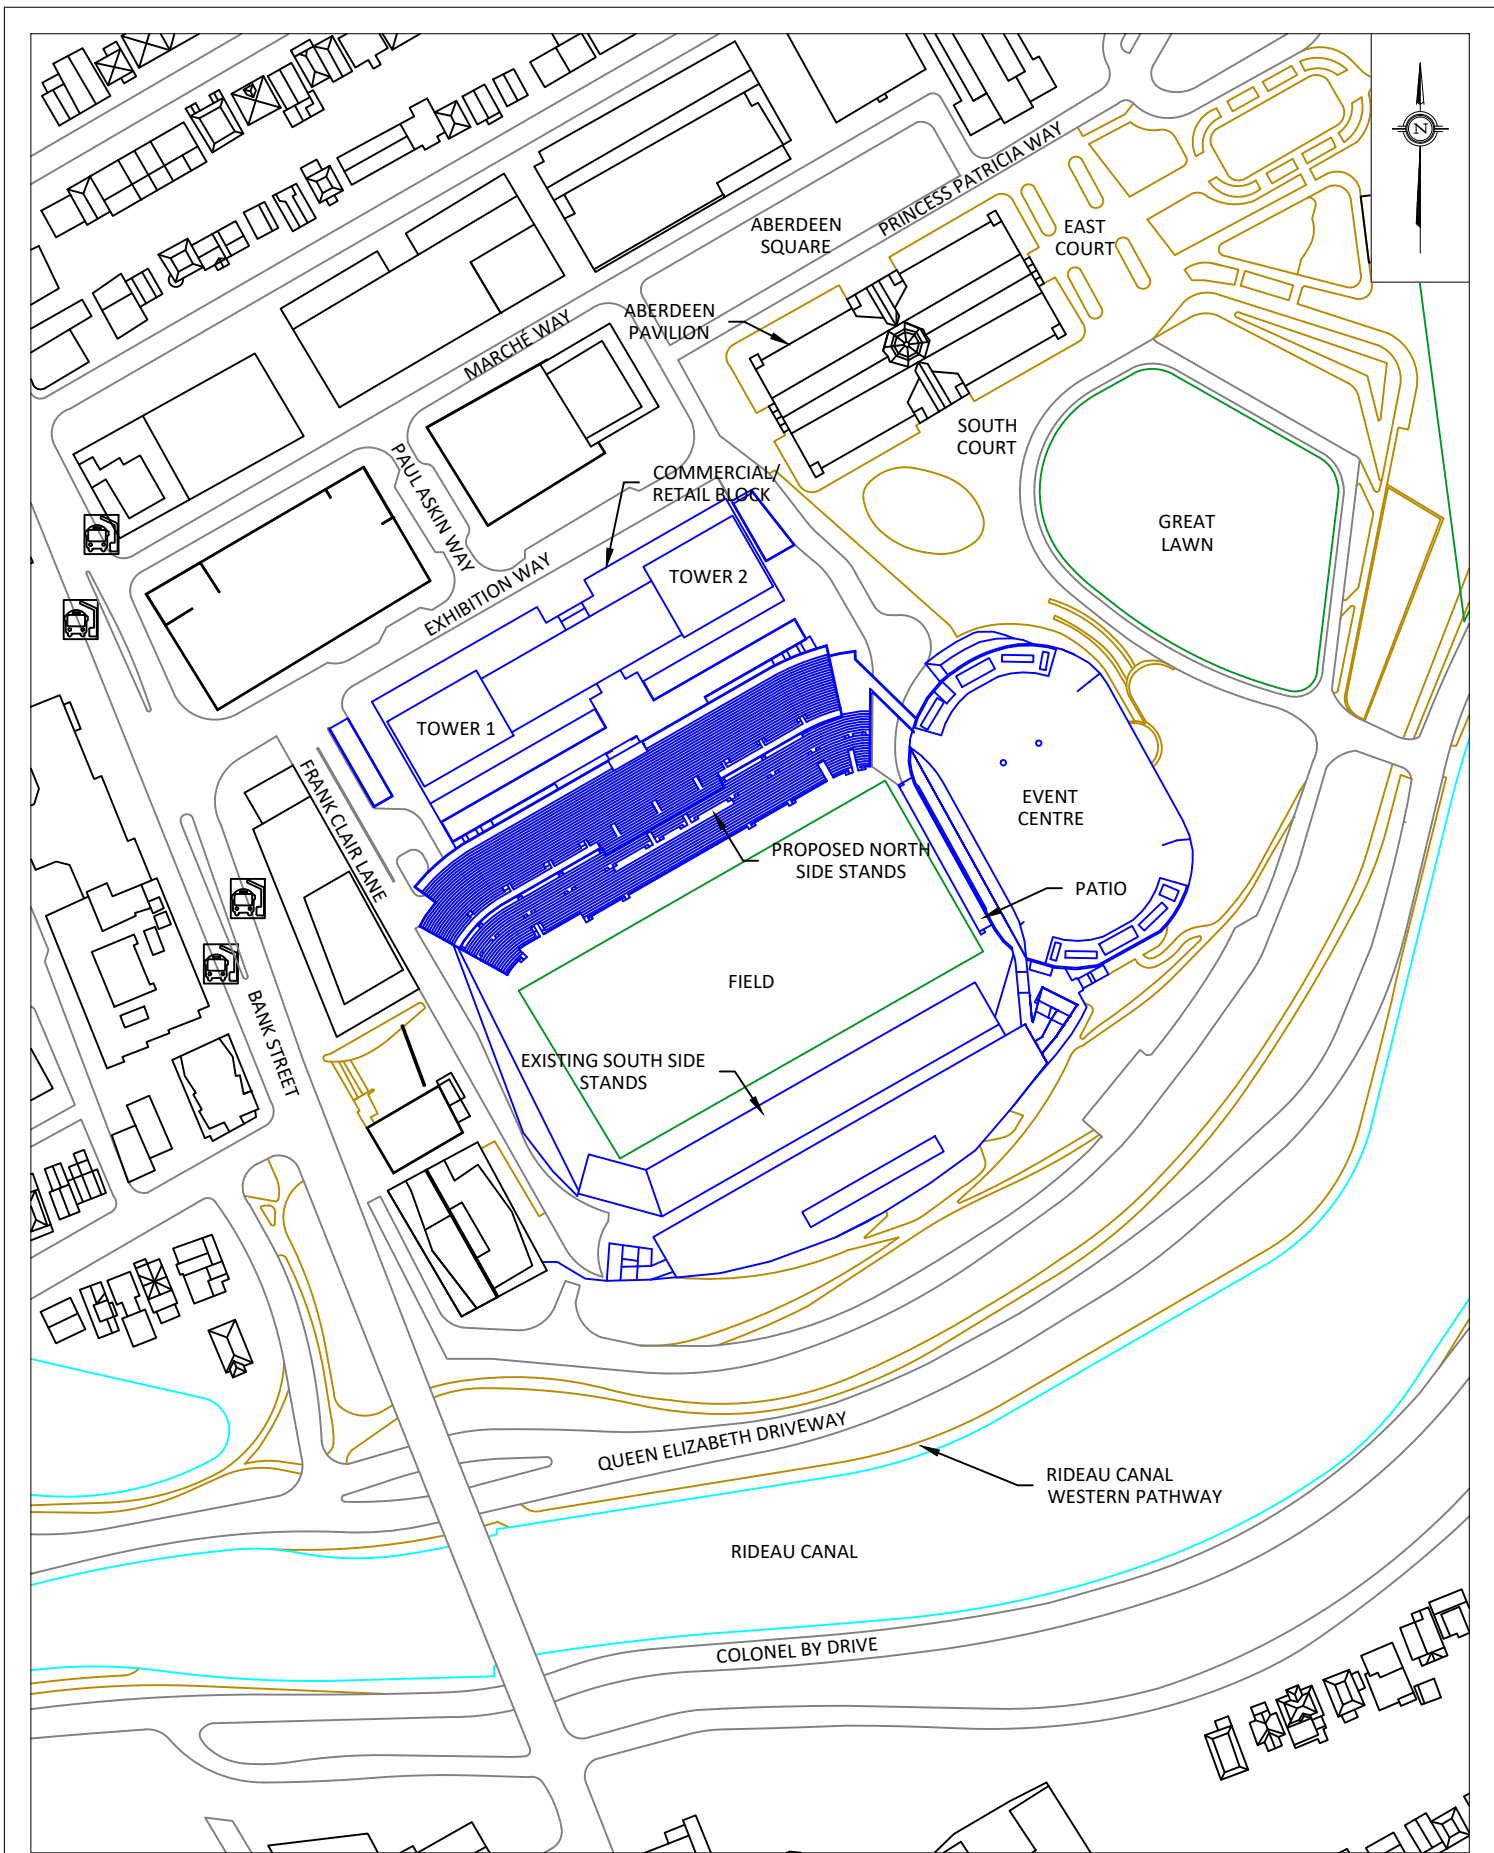 N
PRINCESS PATRICIA WAY
ABERDEEN
SQUARE
EAST
COURT
ABERDEEN
PAVILION
MARCHÉ WAY
SOUTH
COURT
PAUL ASKIN WAY
COMMERCIAL/
RETAIL BLOCK
GREAT
LAWN
EXHIBITION WAY
TOWER 2
TOWER 1
FRANK CLAIR LANE
EVENT
CENTRE
PROPOSED NORTH
SIDE STANDS
PATIO
FIELD
BANK STREET
EXISTING SOUTH SIDE
STANDS
QUEEN ELIZABETH DRIVEWAY
RIDEAU CANAL
WESTERN PATHWAY
RIDEAU CANAL
COLONEL BY DRIVE